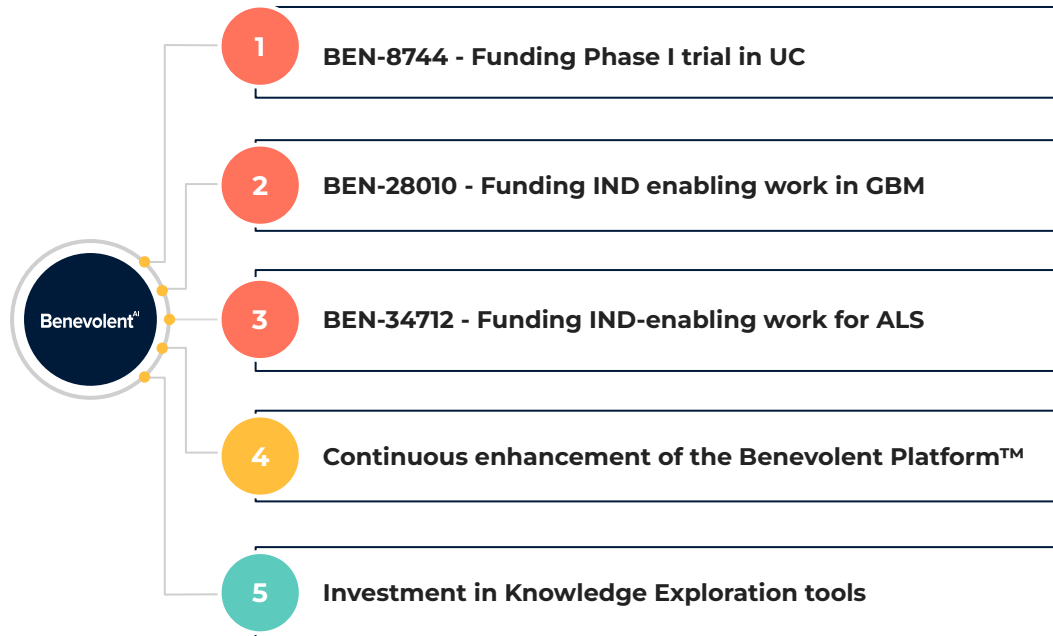 1
BEN-8744 - Funding Phase I trial in UC
2
BEN-28010 - Funding IND enabling work in GBM
Benevolent AI
3
BEN-34712 - Funding IND-enabling work for ALS
4
Continuous enhancement of the Benevolent Platform™
5
Investment in Knowledge Exploration tools